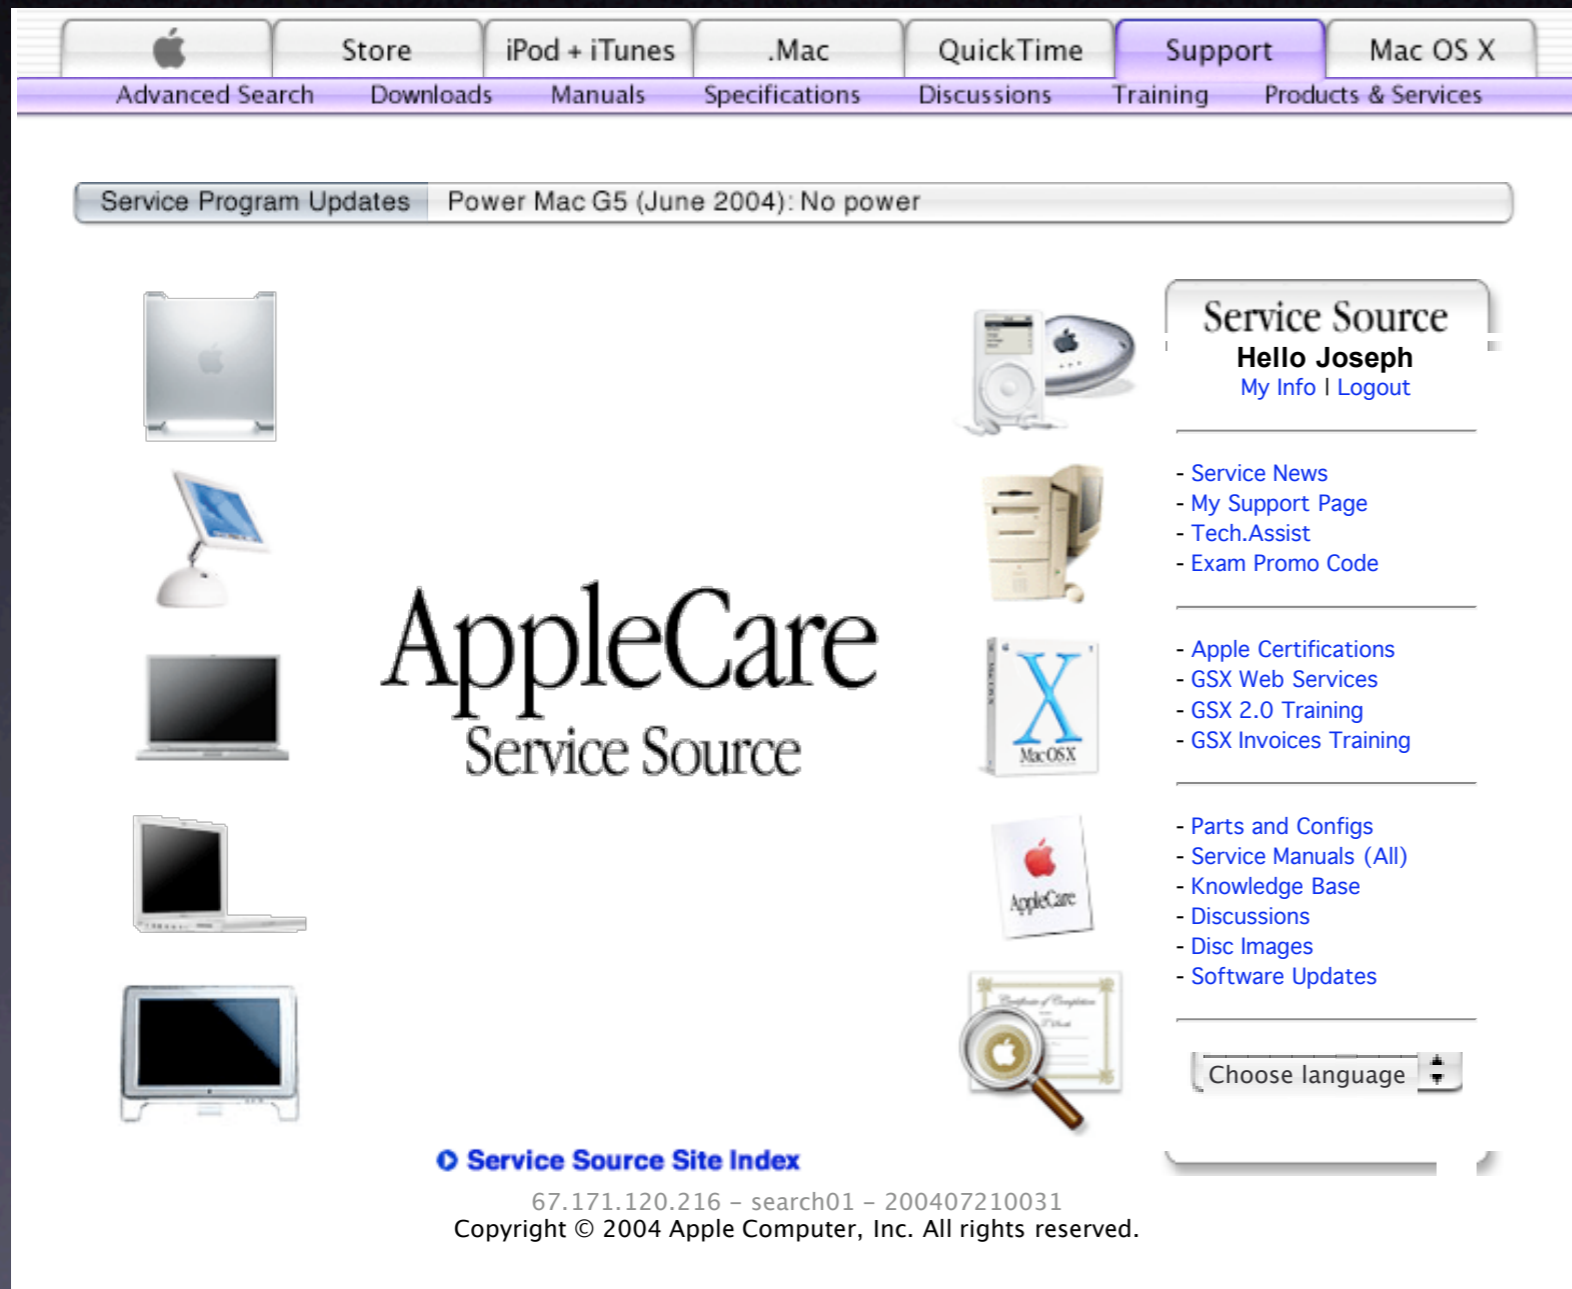 Store
iPod + iTunes
.Mac
QuickTime
Support
Mac OS X
Advanced Search
Downloads
Manuals
Specifications
Discussions
Training
Products & Services
Service Program Updates
Power Mac G5 (June 2004): No power
AppleCare
Service Source
Mac OS X
AppleCare
Certificate of Completion
Service Source
Hello Joseph
My Info | Logout
- Service News
- My Support Page
- Tech.Assist
- Exam Promo Code
- Apple Certifications
- GSX Web Services
- GSX 2.0 Training
- GSX Invoices Training
- Parts and Configs
- Service Manuals (All)
- Knowledge Base
- Discussions
- Disc Images
- Software Updates
Choose language
Service Source Site Index
67.171.120.216 – search01 – 200407210031
Copyright © 2004 Apple Computer, Inc. All rights reserved.